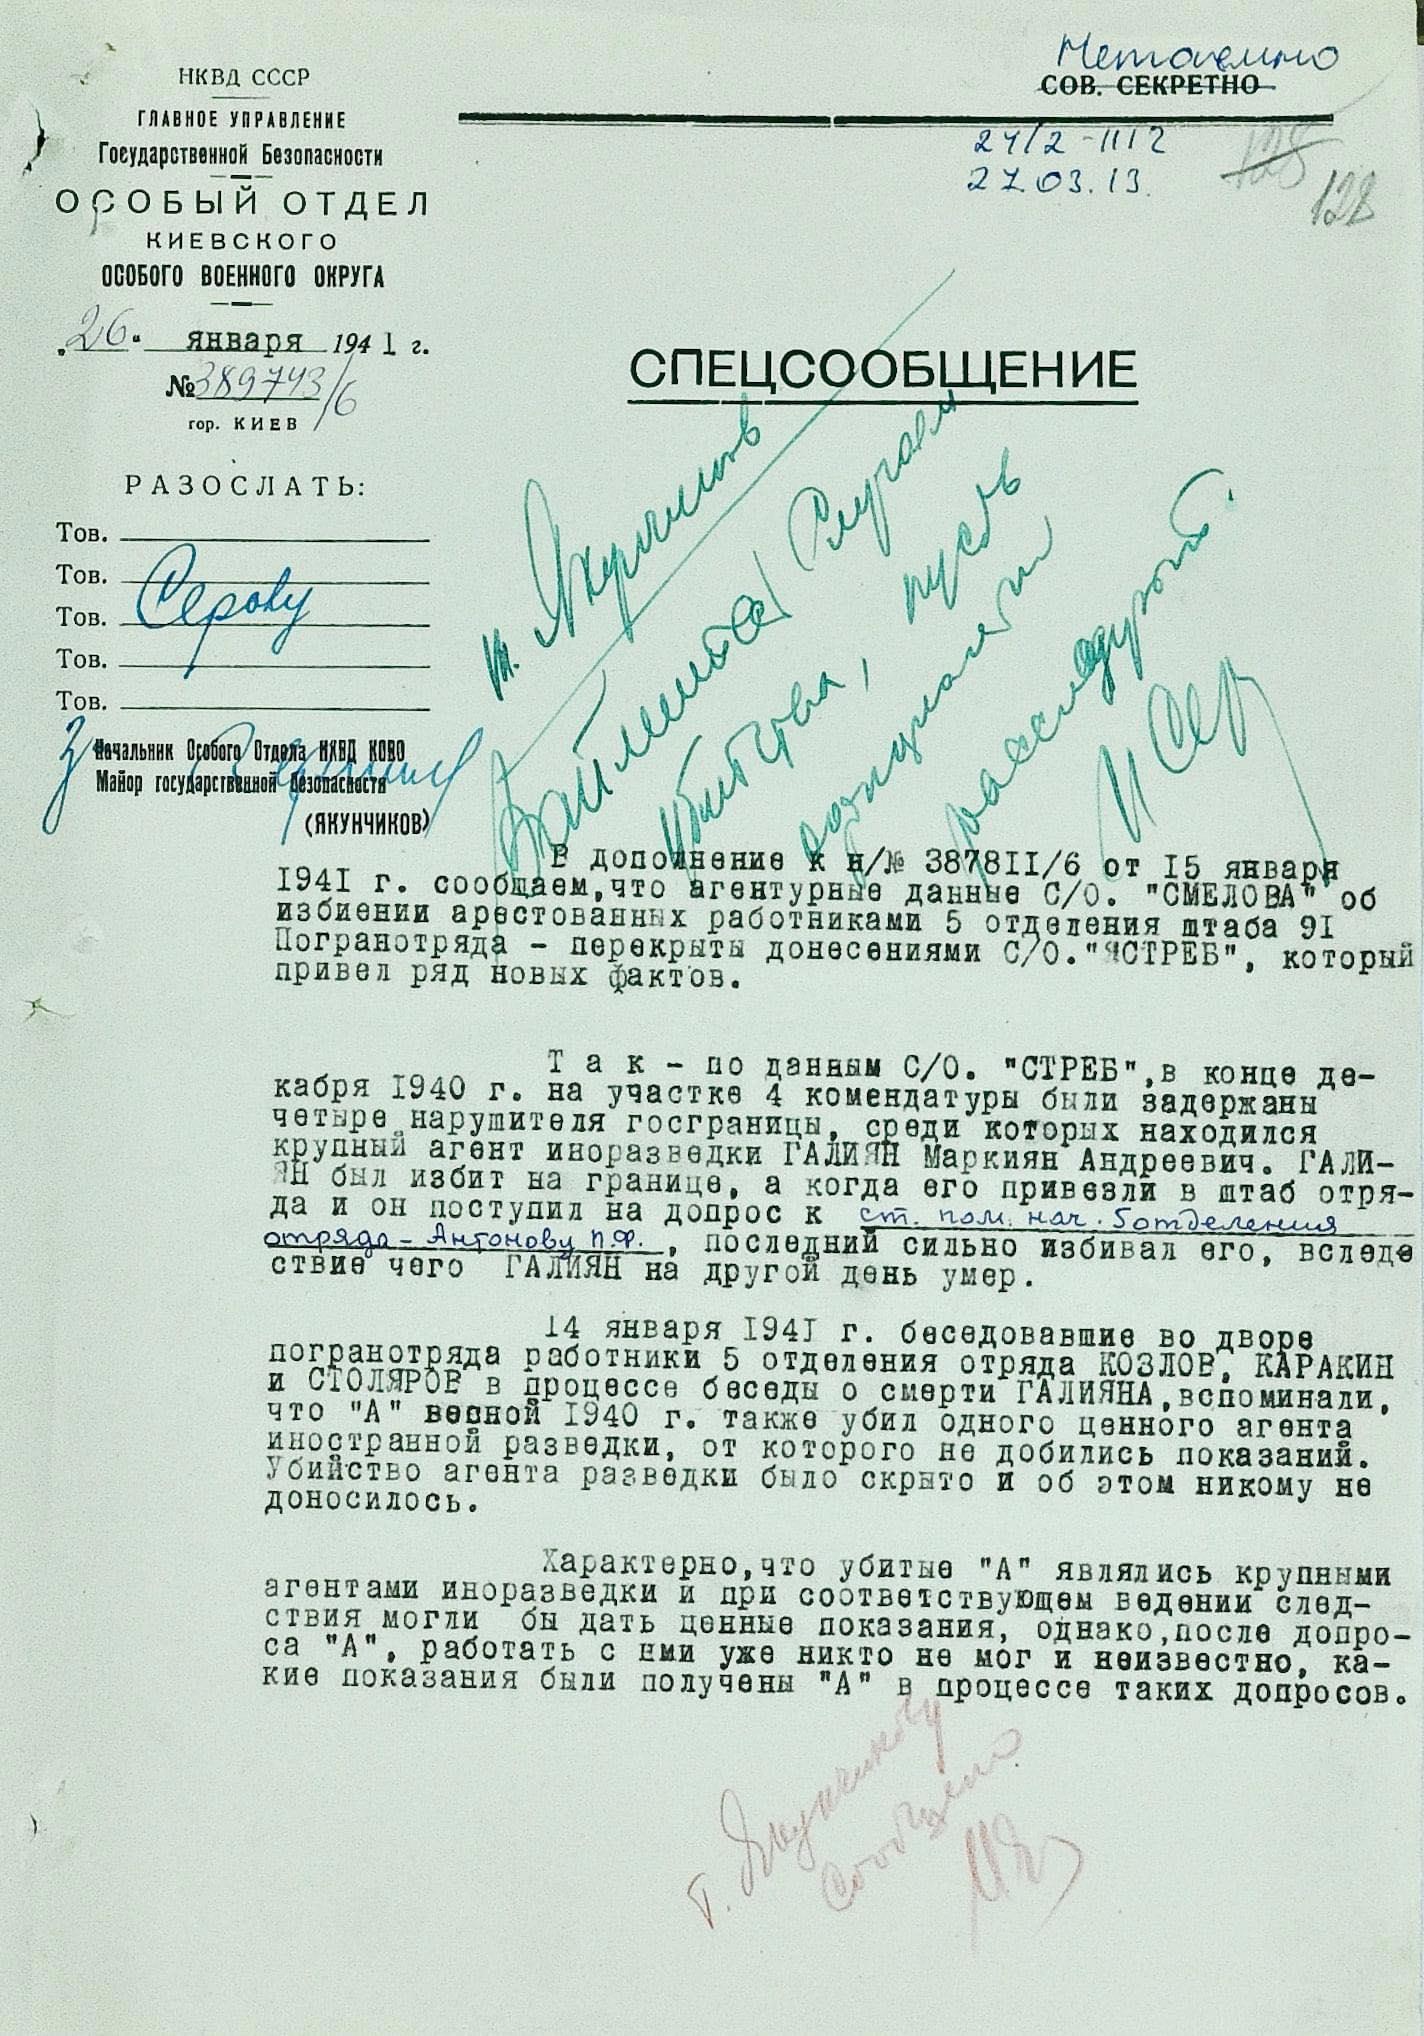 Нетаємно
СОВ. СЕКРЕТНО
24/2-1112
27.03.13.
128
128
НКВД СССР
ГЛАВНОЕ УПРАВЛЕНИЕ
Государственной Безопасности
ОСОБЫЙ ОТДЕЛ
КИЕВСКОГО
ОСОБОГО ВОЕННОГО ОКРУГА
„26“ января 1941 г.
№389743/6
гор. КИЕВ
СПЕЦСООБЩЕНИЕ
РАЗОСЛАТЬ:
Тов.
Тов.
Тов. Серову
Тов.
Тов.
т. Якунчиков
убийства, пусть
расследуют.
И Сер
Начальник Особого Отдела НКВД КОВО
Майор государственной безопасности
(ЯКУНЧИКОВ)
В дополнение к н/№ 387811/6 от 15 января
1941 г. сообщаем,что агентурные данные С/О. "СМЕЛОВА" об
избиении арестованных работниками 5 отделения штаба 91
Погранотряда - перекрыты донесениями С/О."ЯСТРЕБ", который
привел ряд новых фактов.
Т а к - по данным С/О. "СТРЕБ",в конце де-
кабря 1940 г. на участке 4 комендатуры были задержаны
четыре нарушителя госграницы, среди которых находился
крупный агент иноразведки ГАЛИЯН Маркиян Андреевич. ГАЛИ-
ЯН был избит на границе, а когда его привезли в штаб отря-
да и он поступил на допрос к ст. пом. нач. 5 отделения
отряда - Антонову П.Ф. , последний сильно избивал его, вследс
ствие чего ГАЛИЯН на другой день умер.
14 января 1941 г. беседовавшие во дворе
погранотряда работники 5 отделения отряда КОЗЛОВ, КАРАКИН
и СТОЛЯРОВ в процессе беседы о смерти ГАЛИЯНА,вспоминали,
что "А" весной 1940 г. также убил одного ценного агента
иностранной разведки, от которого не добились показаний.
Убийство агента разведки было скрыто и об этом никому не
доносилось.
Характерно,что убитые "А" являлись крупными
агентами иноразведки и при соответствующем ведении след-
ствия могли бы дать ценные показания, однако,после допро-
са "А", работать с ними уже никто не мог и неизвестно, ка-
кие показания были получены "А" в процессе таких допросов.
т. Якунчикову
сообщено